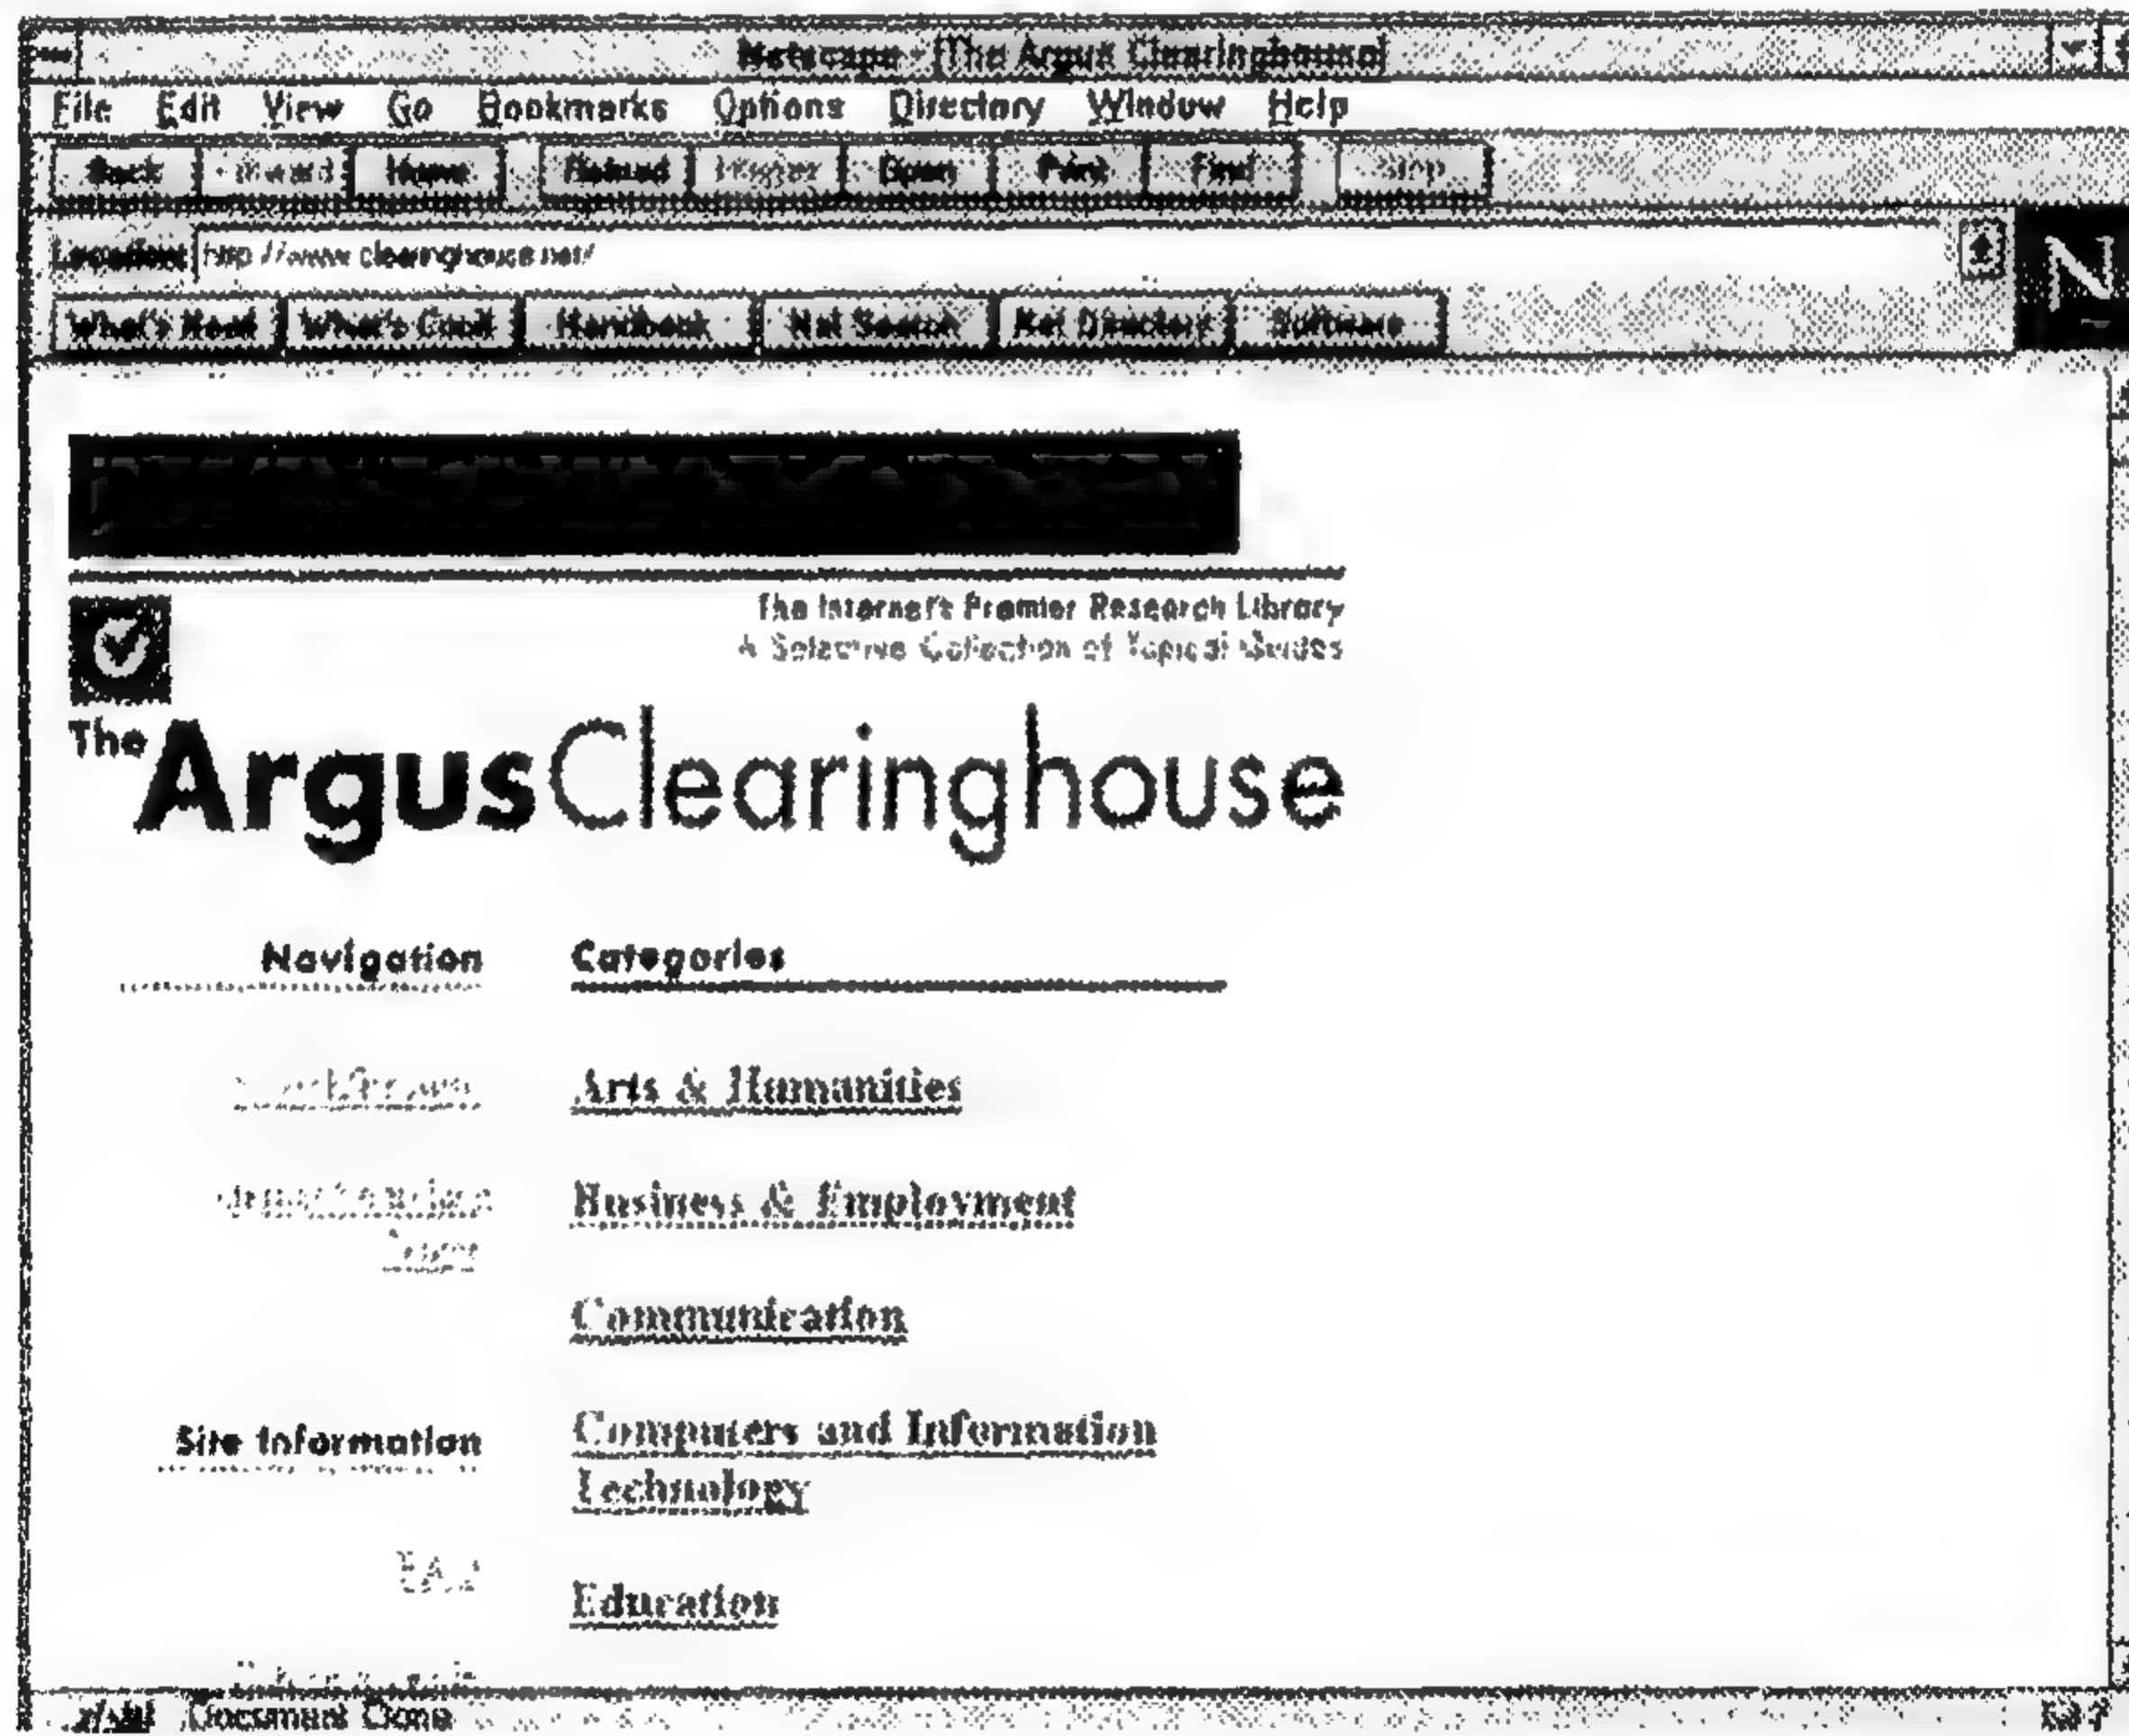 Netscape - [The Argus Clearinghouse]
File Edit View Go Bookmarks Options Directory Window Help
Back Forward Home Reload Images Open Print Find Stop
Location: http://www.clearinghouse.net/
What's New! What's Cool! Handbook Net Search Net Directory Software
The Internet's Premier Research Library
A Selective Collection of Topical Guides
The Argus Clearinghouse
Navigation Categories
Arts & Humanities
Business & Employment
Communication
Computers and Information
Site Information
Technology
Education
Document: Done